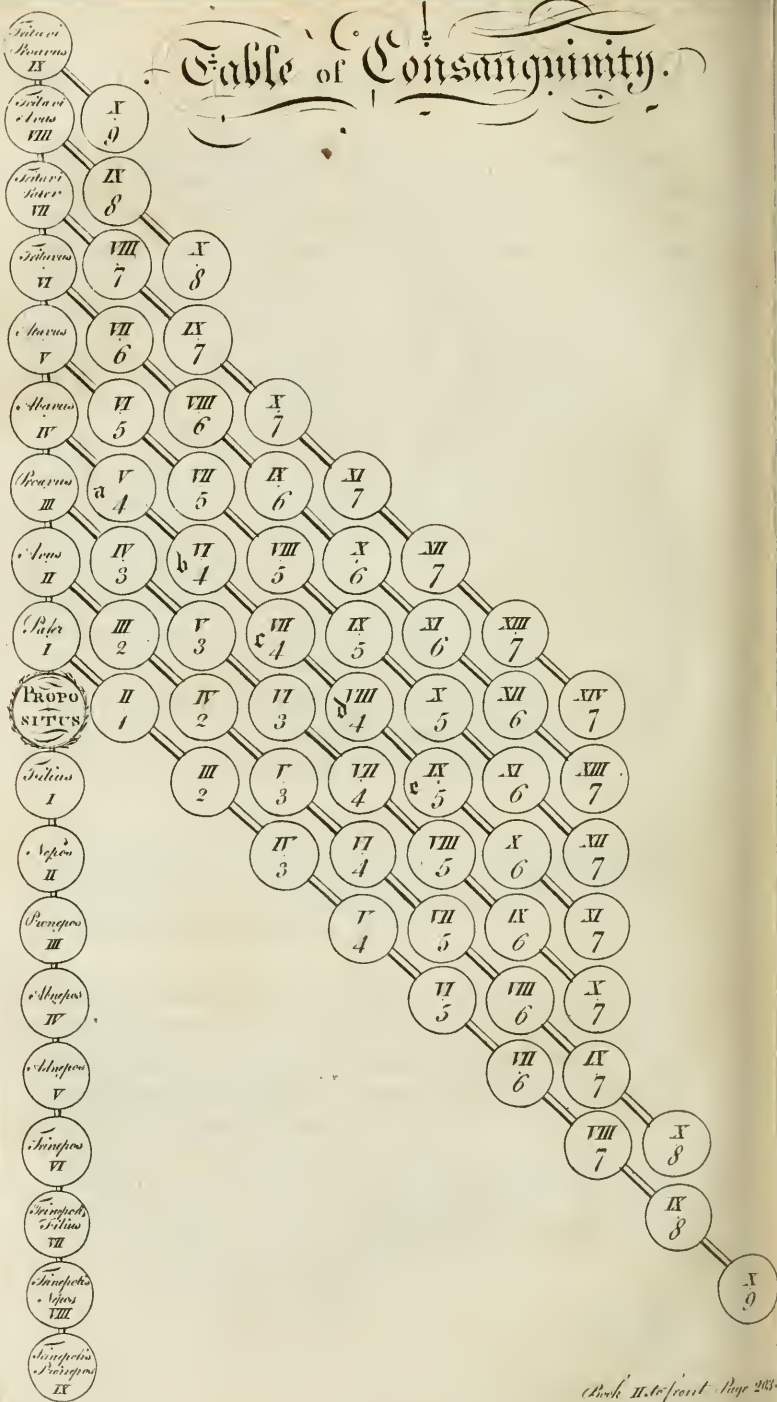 Table of Consanguinity.
Tritavi
Proavus
IX
Tritavi
Avus
VIII
X
9
Tritavi
Pater
VII
IX
8
Tritavus
VI
VIII
7
X
8
Atavus
V
VII
6
IX
7
Abavus
IV
VI
5
VIII
6
X
7
Proavus
III
a
V
4
VII
5
IX
6
XI
7
Avus
II
IV
3
b
VI
4
VIII
5
X
6
XII
7
Pater
I
III
2
V
3
c
VII
4
IX
5
XI
6
XIII
7
PROPO
SITUS
II
1
IV
2
VI
3
d
VIII
4
X
5
XII
6
XIV
7
Filius
I
III
2
V
3
VII
4
e
IX
5
XI
6
XIII
7
Nepos
II
IV
3
VI
4
VIII
5
X
6
XII
7
Pronepos
III
V
4
VII
5
IX
6
XI
7
Abnepos
IV
VI
5
VIII
6
X
7
Adnepos
V
VII
6
IX
7
Trinepos
VI
VIII
7
X
8
Trinepotis
Filius
VII
IX
8
Trinepotis
Nepos
VIII
X
9
Trinepotis
Pronepos
IX
(Book II. to front Page 203.